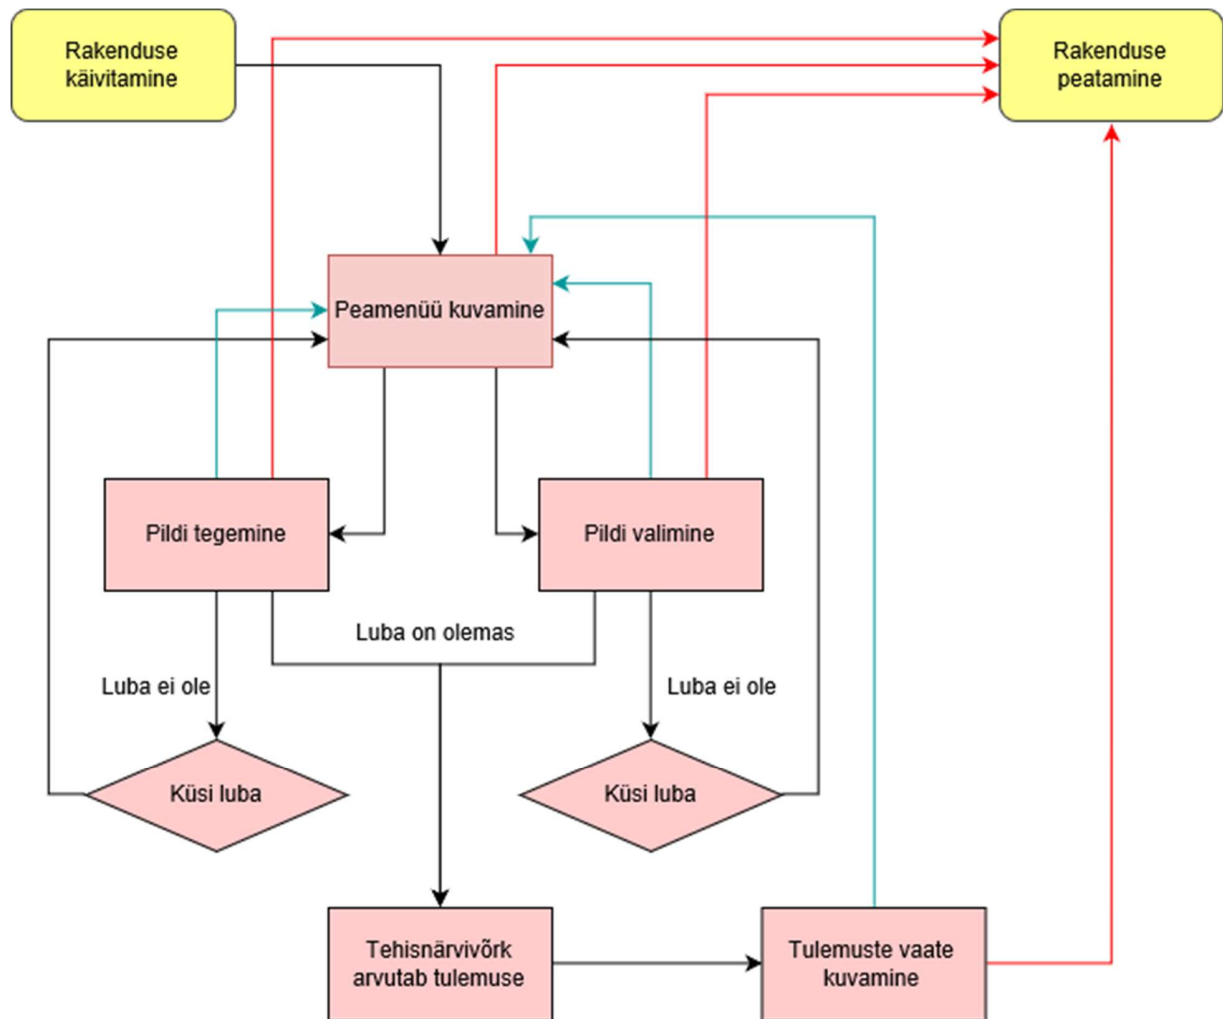 Rakenduse
käivitamine
Rakenduse
peatamine
Peamenüü kuvamine
Pildi tegemine
Pildi valimine
Luba on olemas
Luba ei ole
Luba ei ole
Küsi luba
Küsi luba
Tehisnärvivõrk
arvutab tulemuse
Tulemuste vaate
kuvamine